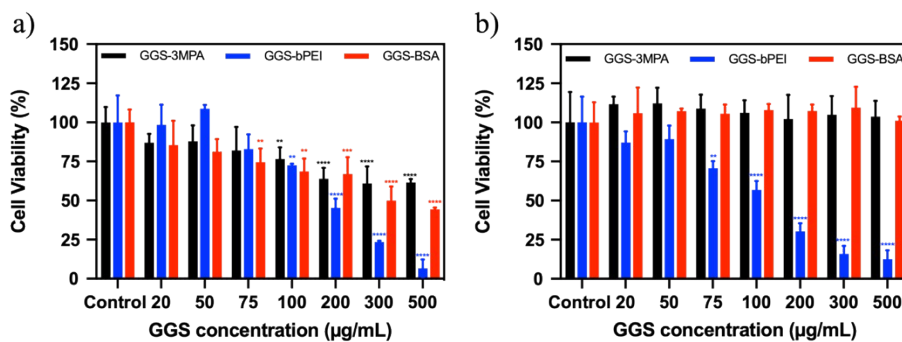 a)
150
125
100
75
50
25
0
Cell Viability (%)
GGS-3MPA GGS-bPEI GGS-BSA
** ** ** ** **** *** **** **** **** **** **** **** ****
Control 20 50 75 100 200 300 500
GGS concentration (µg/mL)
b)
150
125
100
75
50
25
0
Cell Viability (%)
GGS-3MPA GGS-bPEI GGS-BSA
** **** **** **** ****
Control 20 50 75 100 200 300 500
GGS concentration (µg/mL)